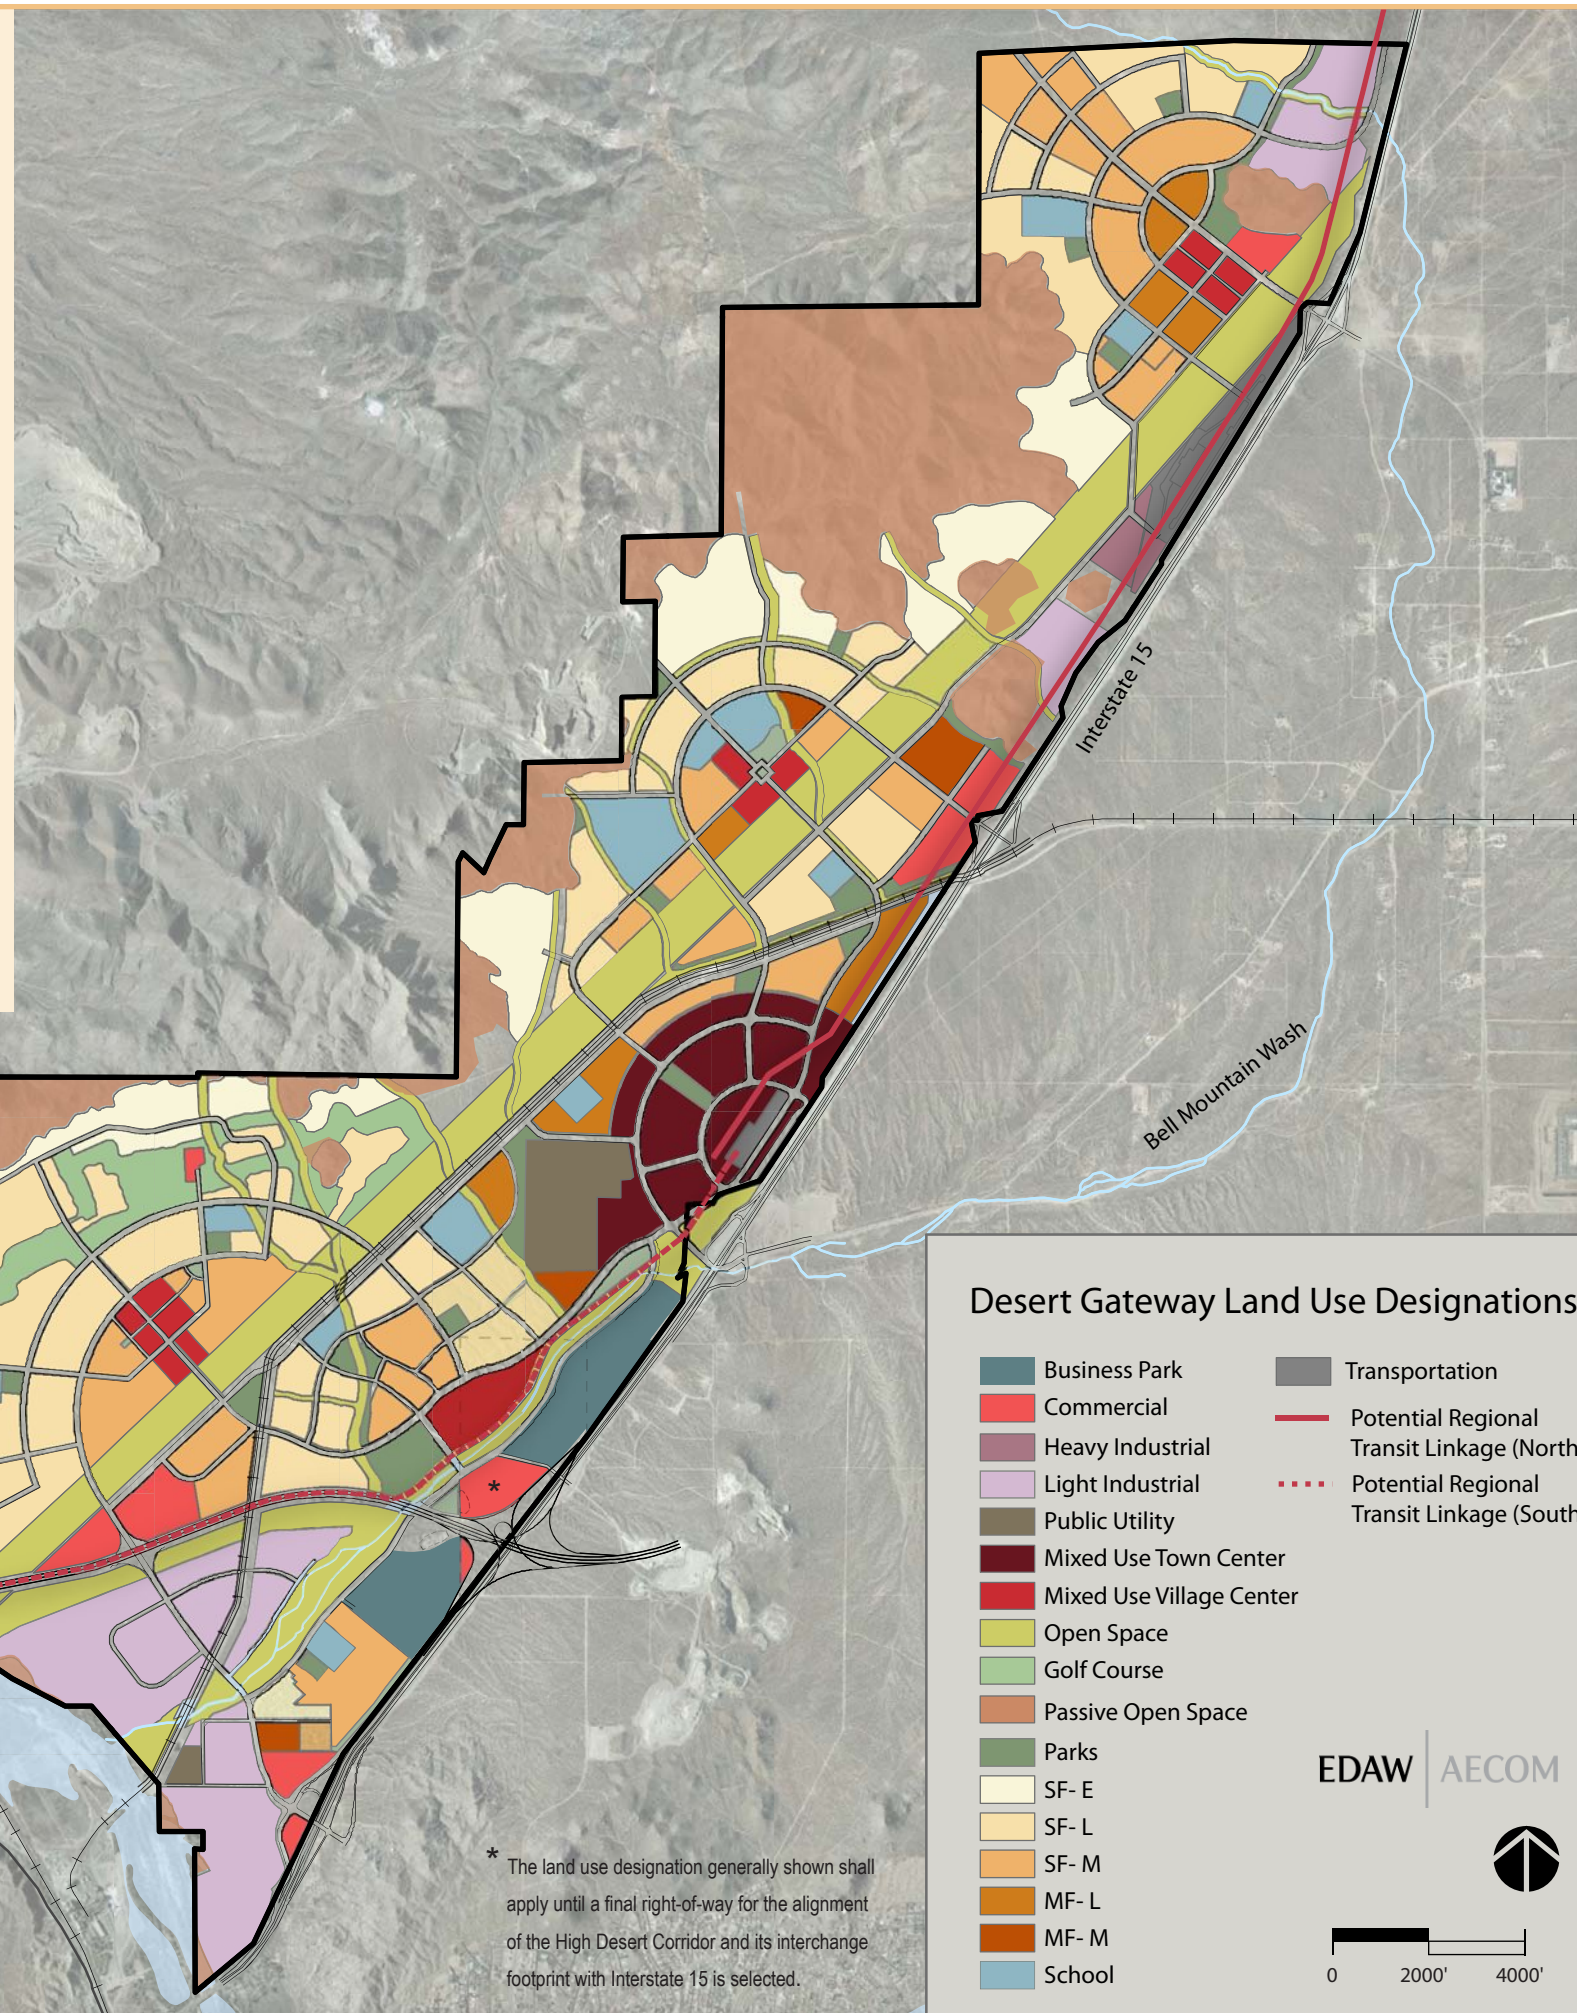 Interstate 15
Bell Mountain Wash
*
Desert Gateway Land Use Designations
Business Park
Commercial
Heavy Industrial
Light Industrial
Public Utility
Mixed Use Town Center
Mixed Use Village Center
Open Space
Golf Course
Passive Open Space
Parks
SF- E
SF- L
SF- M
MF- L
MF- M
School
Transportation
Potential Regional
Transit Linkage (North
Potential Regional
Transit Linkage (South
EDAW | AECOM
0 2000' 4000'
* The land use designation generally shown shall
apply until a final right-of-way for the alignment
of the High Desert Corridor and its interchange
footprint with Interstate 15 is selected.